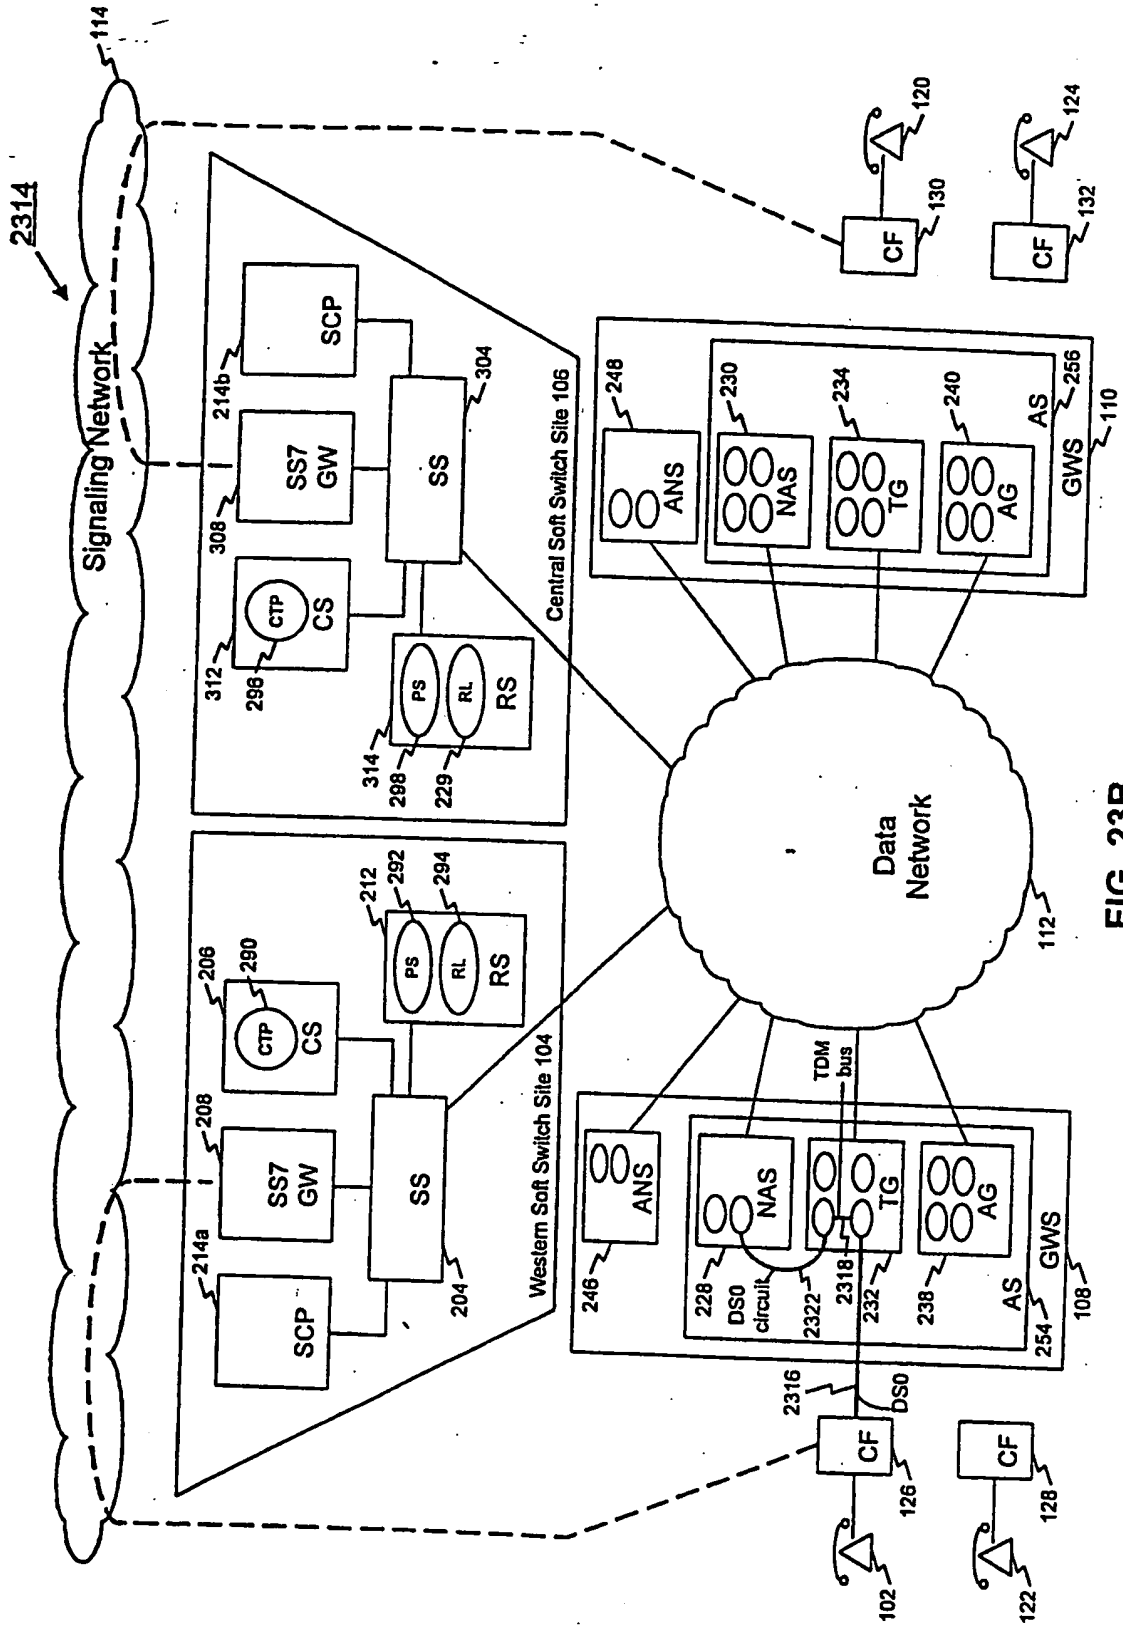 2314
114
Signaling Network
214a
SCP
208
SS7
GW
206
290
CTP
CS
212
292
294
PS
RL
RS
SS
204
Western Soft Switch Site 104
312
296
CTP
CS
308
SS7
GW
214b
SCP
314
298
229
PS
RL
RS
SS
304
Central Soft Switch Site 106
246
ANS
228
NAS
DS0
circuit
2322
2318
232
TG
238
AG
TDM
bus
AS
254
GWS
108
2316
DS0
CF
126
102
CF
128
122
Data
Network
112
248
ANS
230
NAS
234
TG
240
AG
AS
256
GWS
110
CF
130
120
CF
132
124
FIG. 23B